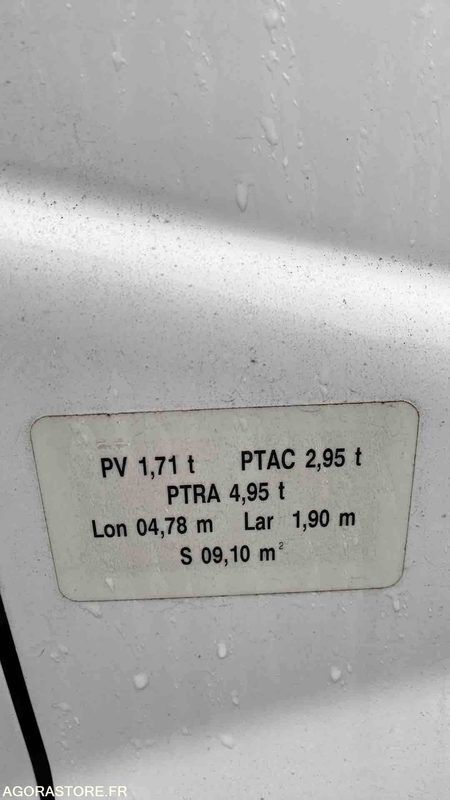 PV 1,71 t PTAC 2,95 t
PTRA 4,95 t
Lon 04,78 m Lar 1,90 m
S 09,10 m²
AGORASTORE.FR